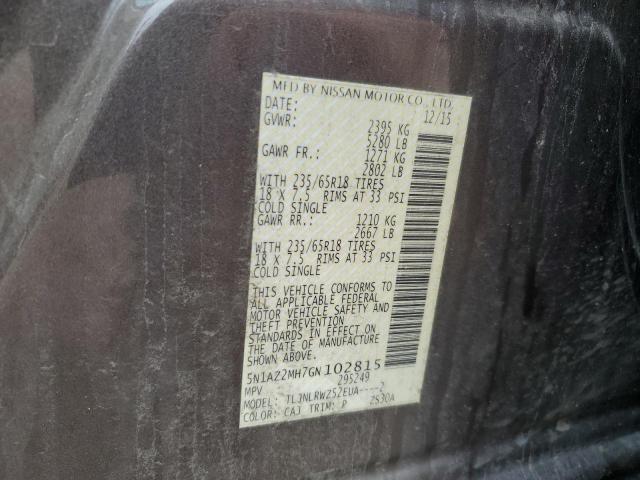 MFD BY NISSAN MOTOR CO., LTD.
DATE: 12/15
GVWR: 2395 KG
5280 LB
GAWR FR.: 1271 KG
2802 LB
WITH 235/65R18 TIRES
18 X 7.5 RIMS AT 33 PSI
COLD SINGLE
GAWR RR.: 1210 KG
2667 LB
WITH 235/65R18 TIRES
18 X 7.5 RIMS AT 33 PSI
COLD SINGLE
THIS VEHICLE CONFORMS TO
ALL APPLICABLE FEDERAL
MOTOR VEHICLE SAFETY AND
THEFT PREVENTION
STANDARDS IN EFFECT ON
THE DATE OF MANUFACTURE
SHOWN ABOVE.
5N1AZ2MH7GN102815
MPV 295249
MODEL: TLJNLRWZ52EUA----2
COLOR: CAJ TRIM: P 2S30A